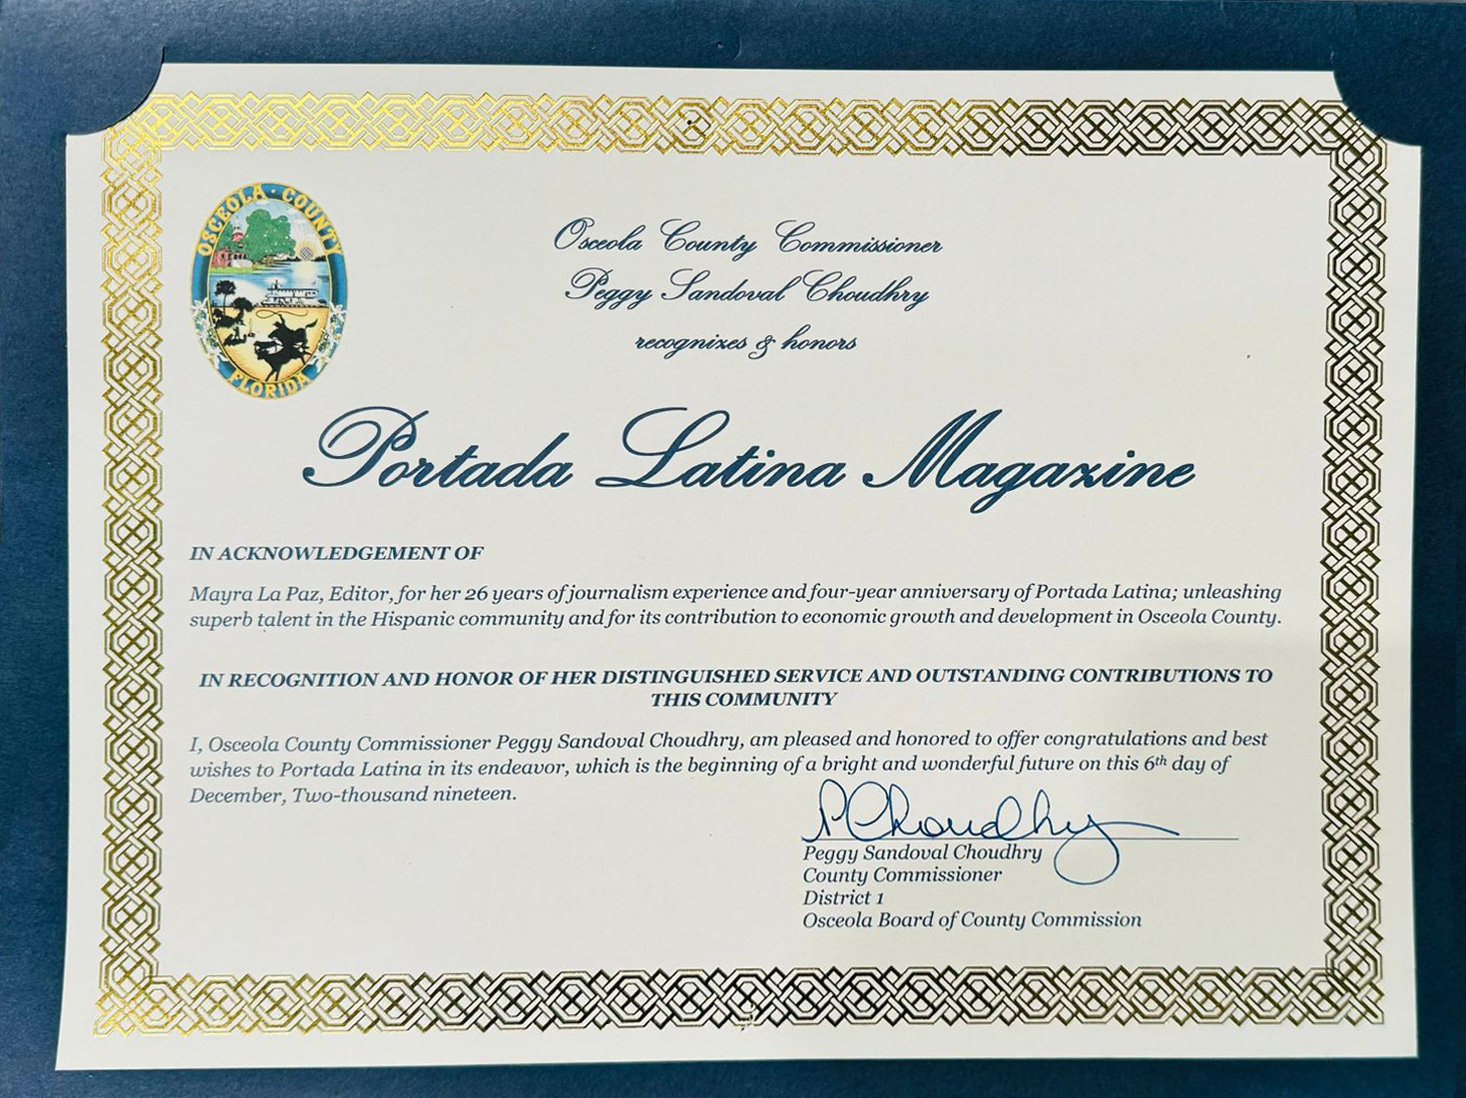 OSCEOLA · COUNTY
FLORIDA
Osceola County Commissioner
Peggy Sandoval Choudhry
recognizes & honors
Portada Latina Magazine
IN ACKNOWLEDGEMENT OF
Mayra La Paz, Editor, for her 26 years of journalism experience and four-year anniversary of Portada Latina; unleashing
superb talent in the Hispanic community and for its contribution to economic growth and development in Osceola County.
IN RECOGNITION AND HONOR OF HER DISTINGUISHED SERVICE AND OUTSTANDING CONTRIBUTIONS TO
THIS COMMUNITY
I, Osceola County Commissioner Peggy Sandoval Choudhry, am pleased and honored to offer congratulations and best
wishes to Portada Latina in its endeavor, which is the beginning of a bright and wonderful future on this 6th day of
December, Two-thousand nineteen.
P Choudhry
Peggy Sandoval Choudhry
County Commissioner
District 1
Osceola Board of County Commission